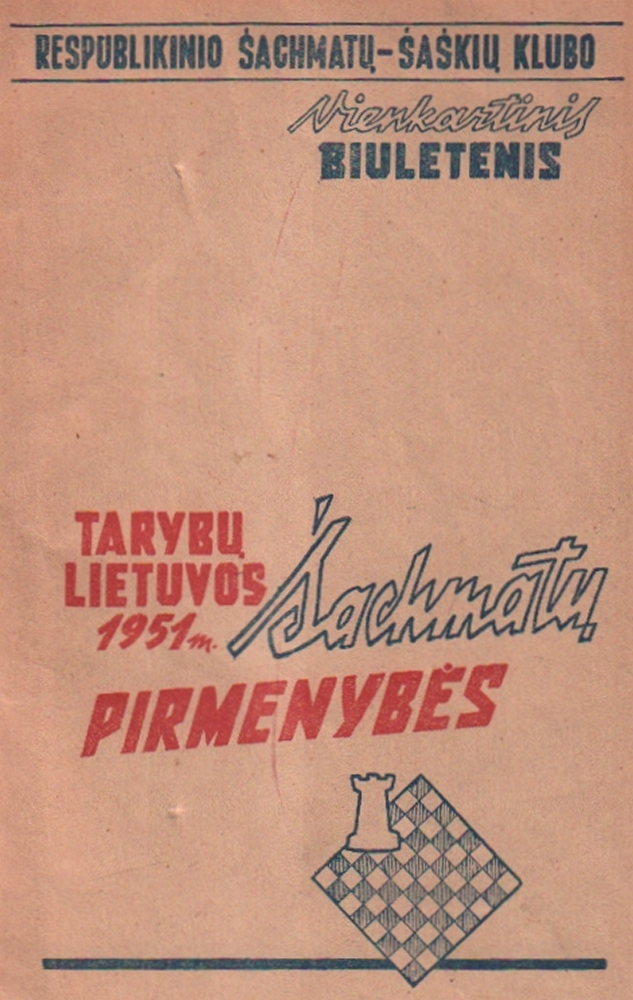 RESPUBLIKINIO ŠACHMATŲ-ŠAŠKIŲ KLUBO
Vienkartinis
BIULETENIS
TARYBŲ
LIETUVOS
1951 m.
Šachmatų
PIRMENYBĖS